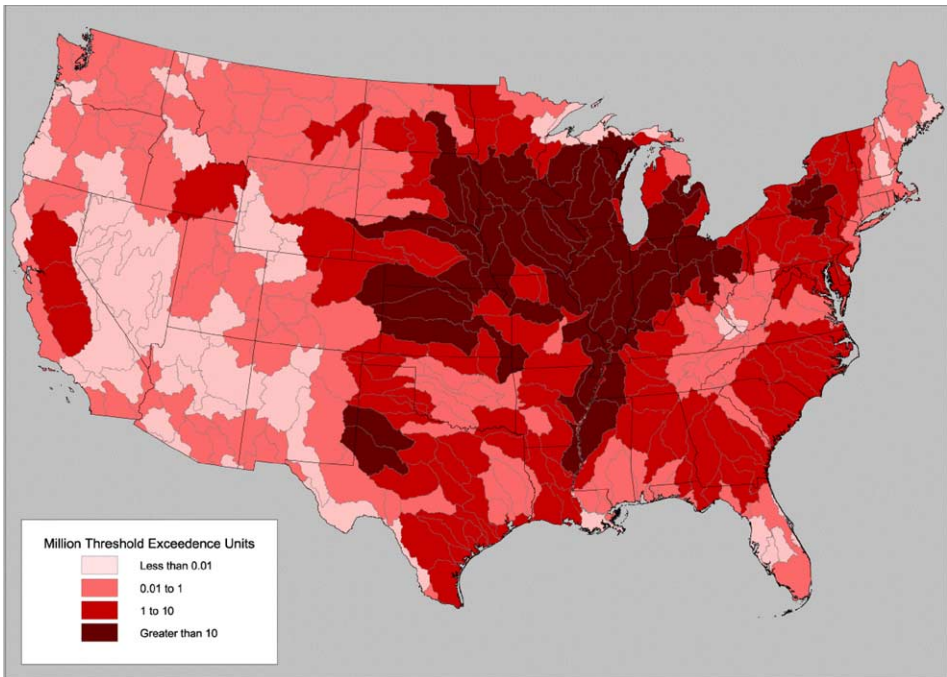 Million Threshold Exceedence Units
Less than 0.01
0.01 to 1
1 to 10
Greater than 10